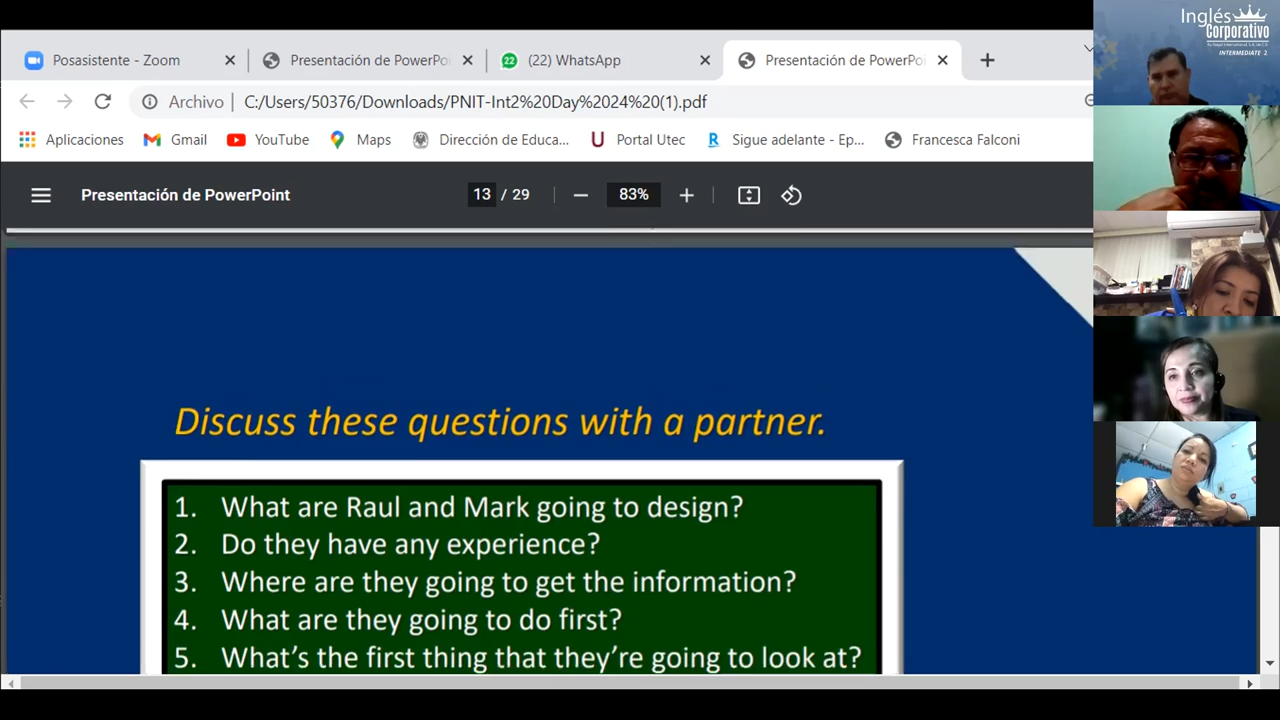 Posasistente - Zoom
Presentación de PowerPo
(22) WhatsApp
Presentación de PowerPo
Archivo
C:/Users/50376/Downloads/PNIT-Int2%20Day%2024%20(1).pdf
Aplicaciones
Gmail
YouTube
Maps
Dirección de Educa...
Portal Utec
Sigue adelante - Ep...
Francesca Falconi
Presentación de PowerPoint
13 / 29
83%
Discuss these questions with a partner.
1. What are Raul and Mark going to design?
2. Do they have any experience?
3. Where are they going to get the information?
4. What are they going to do first?
5. What's the first thing that they're going to look at?
Inglés
Corporativo
INTERMEDIATE 2